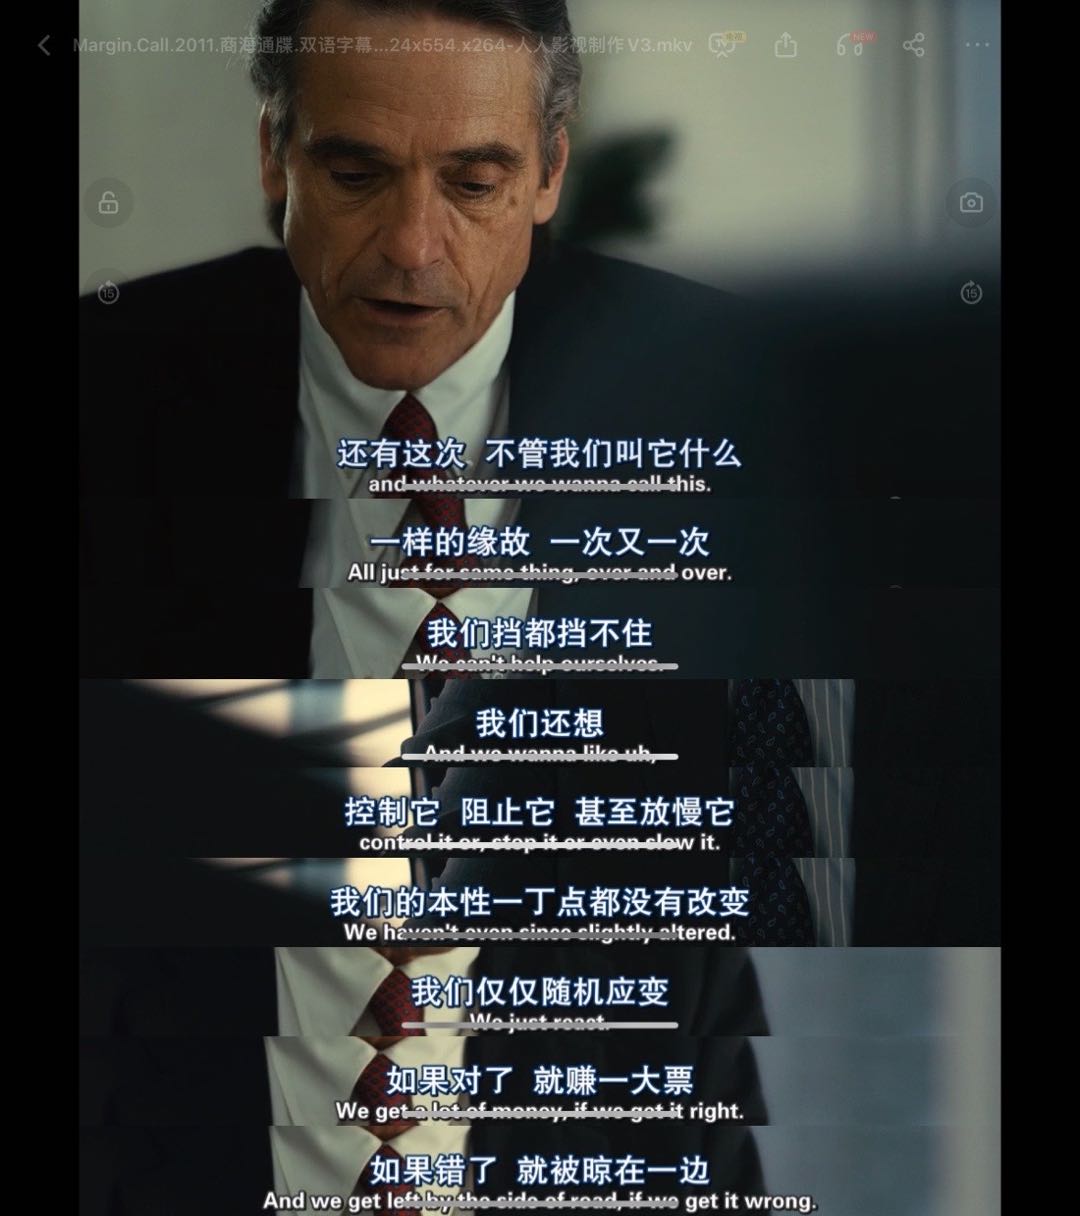 Margin.Call.2011.商海通牒.双语字幕...24x554.x264-人人影视制作 V3.mkv
NEW
15
15
还有这次 不管我们叫它什么
and whatever we wanna call this.
一样的缘故 一次又一次
All just for same thing, over and over.
我们挡都挡不住
We can't help ourselves.
我们还想
And we wanna like uh,
控制它 阻止它 甚至放慢它
control it or, stop it or even slow it.
我们的本性一丁点都没有改变
We haven't even since slightly altered.
我们仅仅随机应变
We just react.
如果对了 就赚一大票
We get a lot of money, if we get it right.
如果错了 就被晾在一边
And we get left by the side of road, if we get it wrong.